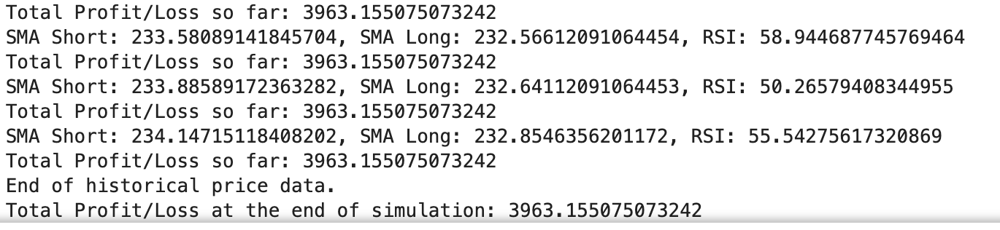 Total Profit/Loss so far: 3963.155075073242
SMA Short: 233.58089141845704, SMA Long: 232.56612091064454, RSI: 58.944687745769464
Total Profit/Loss so far: 3963.155075073242
SMA Short: 233.88589172363282, SMA Long: 232.64112091064453, RSI: 50.26579408344955
Total Profit/Loss so far: 3963.155075073242
SMA Short: 234.14715118408202, SMA Long: 232.8546356201172, RSI: 55.54275617320869
Total Profit/Loss so far: 3963.155075073242
End of historical price data.
Total Profit/Loss at the end of simulation: 3963.155075073242